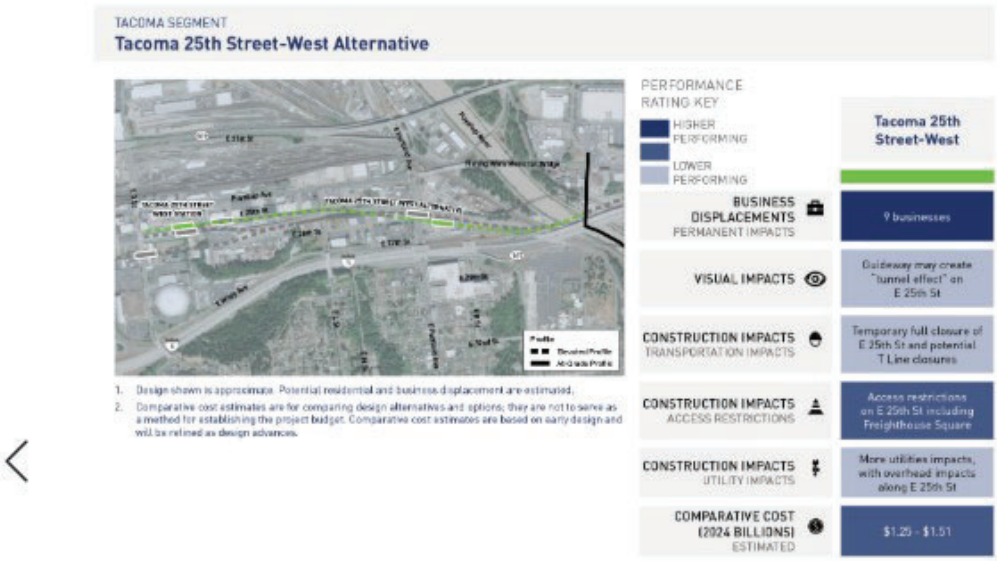 TACOMA SEGMENT
Tacoma 25th Street-West Alternative
E 25th St
E 27th St
Profile
Elevated Profile
At-Grade Profile
1. Design shown is approximate. Potential residential and business displacement are estimated.
2. Comparative cost estimates are for comparing design alternatives and options; they are not to serve as
a method for establishing the project budget. Comparative cost estimates are based on early design and
will be refined as design advances.
PERFORMANCE
RATING KEY
HIGHER
PERFORMING
LOWER
PERFORMING
Tacoma 25th
Street-West
BUSINESS
DISPLACEMENTS
PERMANENT IMPACTS
9 businesses
VISUAL IMPACTS
Guideway may create
"tunnel effect" on
E 25th St
CONSTRUCTION IMPACTS
TRANSPORTATION IMPACTS
Temporary full closure of
E 25th St and potential
T Line closures
CONSTRUCTION IMPACTS
ACCESS RESTRICTIONS
Access restrictions
on E 25th St including
Freighthouse Square
CONSTRUCTION IMPACTS
UTILITY IMPACTS
More utilities impacts,
with overhead impacts
along E 25th St
COMPARATIVE COST
(2024 BILLIONS)
ESTIMATED
$1.25 - $1.51